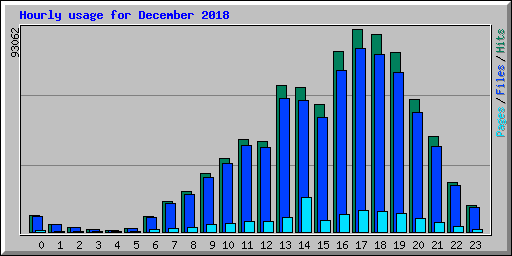 Hourly usage for December 2018
93062
Pages/Files/Hits
0 1 2 3 4 5 6 7 8 9 10 11 12 13 14 15 16 17 18 19 20 21 22 23